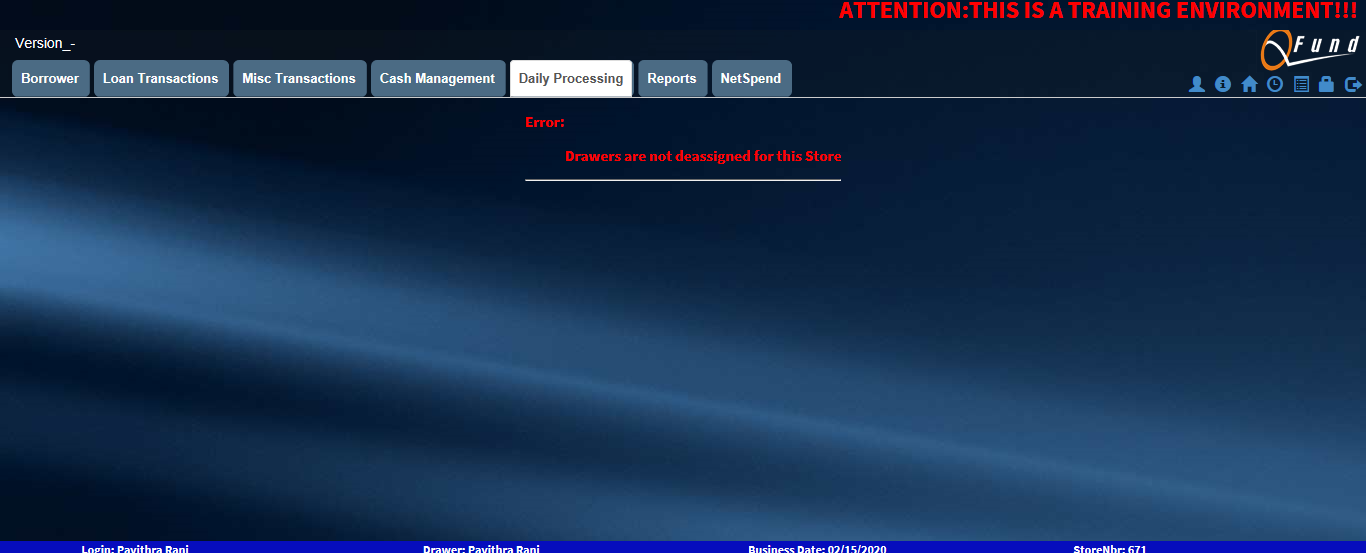 ATTENTION:THIS IS A TRAINING ENVIRONMENT!!!
Version_-
Fund
Borrower Loan Transactions Misc Transactions Cash Management Daily Processing Reports NetSpend
Error:
Drawers are not deassigned for this Store
Login: Pavithra Rani Drawer: Pavithra Rani Business Date: 02/15/2020 StoreNbr: 671